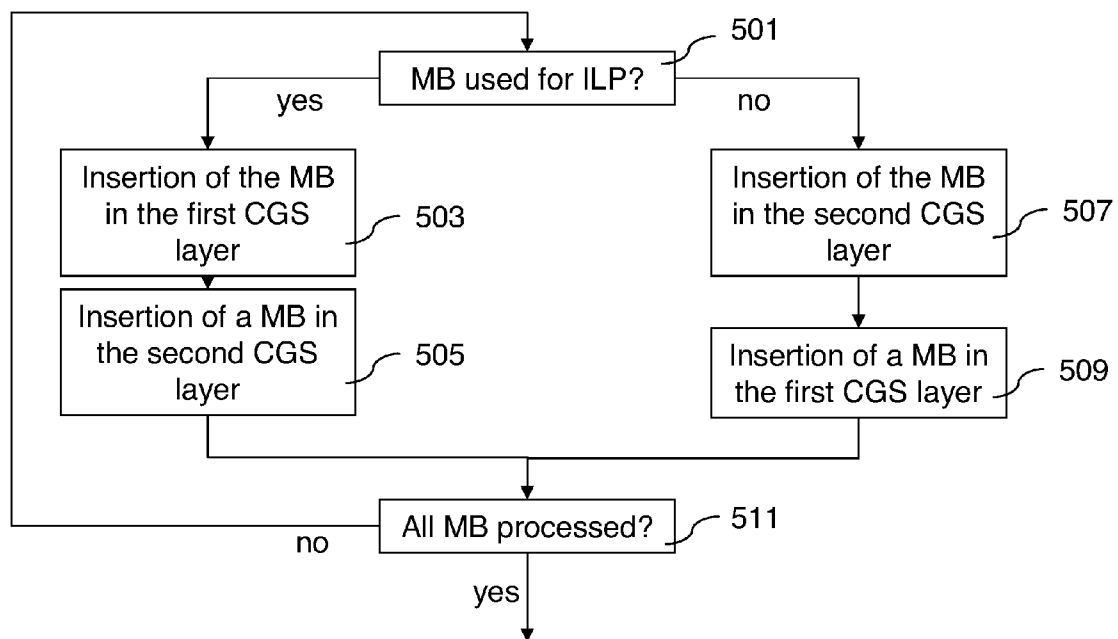 501
MB used for ILP?
yes
no
Insertion of the MB
in the first CGS
layer
503
Insertion of the MB
in the second CGS
layer
507
Insertion of a MB in
the second CGS
layer
505
Insertion of a MB in
the first CGS layer
509
All MB processed?
511
no
yes